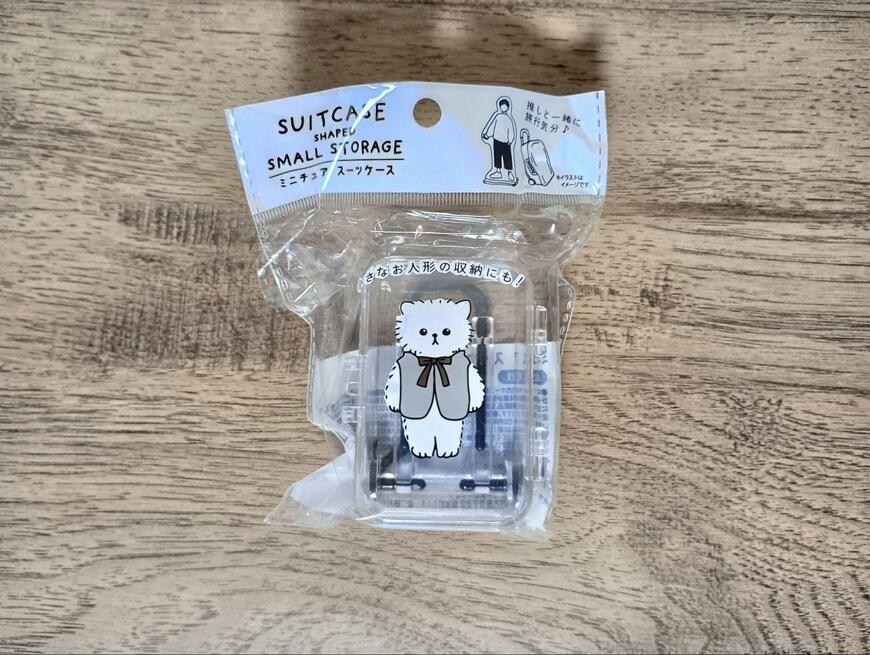 SUITCASE
SHAPED
SMALL STORAGE
ミニチュアスーツケース
推しと一緒に
旅行気分♪
※イラストは
イメージです。
さなお人形の収納にも!